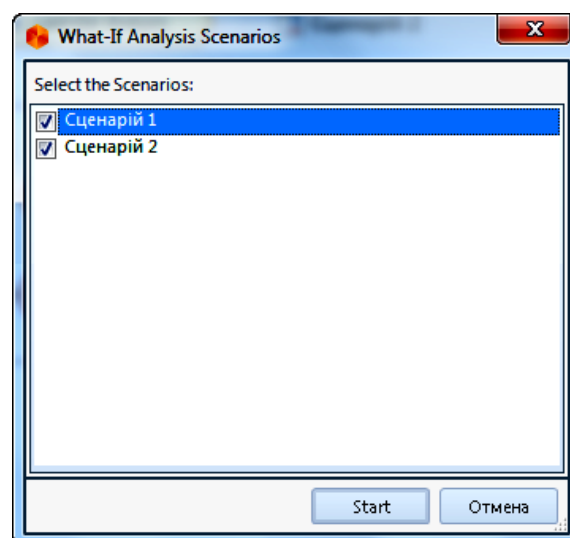 What-If Analysis Scenarios
Select the Scenarios:
Сценарій 1
Сценарій 2
Start
Отмена